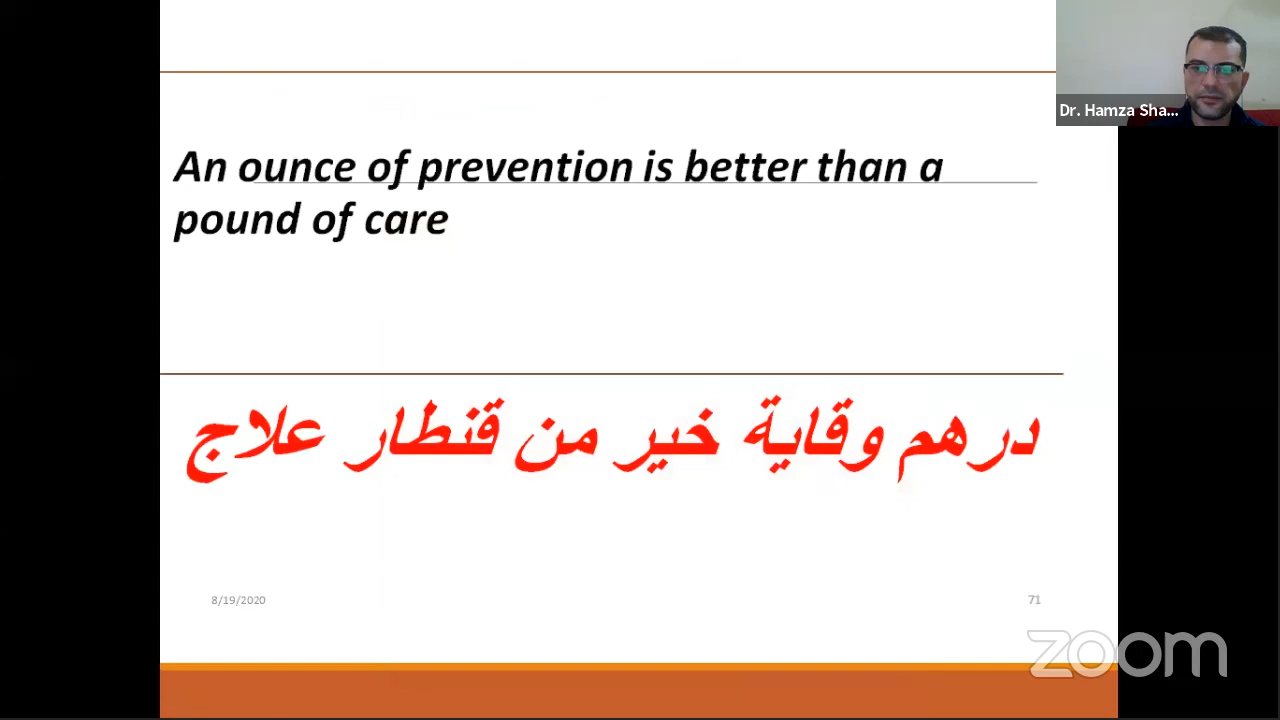 Dr. Hamza Sha...
An ounce of prevention is better than a
pound of care
درهم وقاية خير من قنطار علاج
8/19/2020
71
zoom